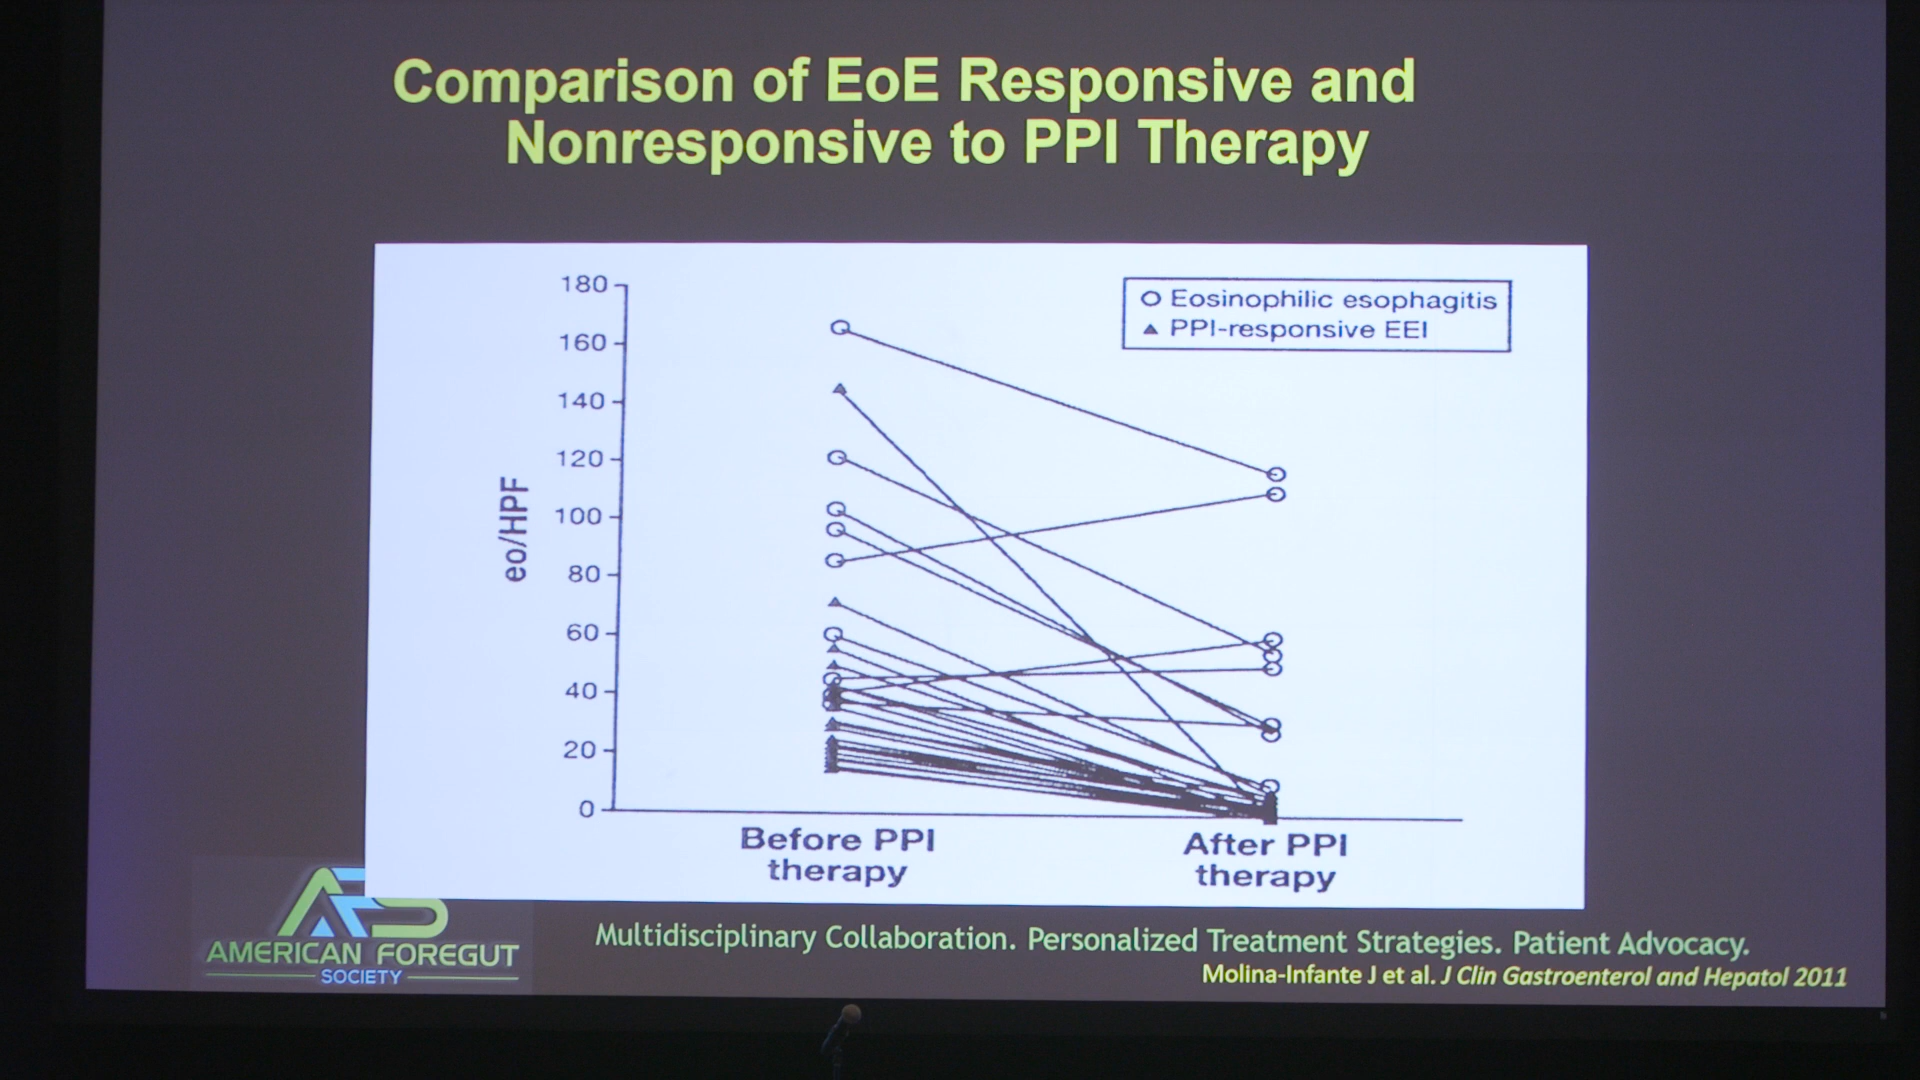 Comparison of EoE Responsive and
Nonresponsive to PPI Therapy
180
160
140
120
100
80
60
40
20
0
eo/HPF
Eosinophilic esophagitis
PPI-responsive EEI
Before PPI
therapy
After PPI
therapy
AFS
AMERICAN FOREGUT
SOCIETY
Multidisciplinary Collaboration. Personalized Treatment Strategies. Patient Advocacy.
Molina-Infante J et al. J Clin Gastroenterol and Hepatol 2011